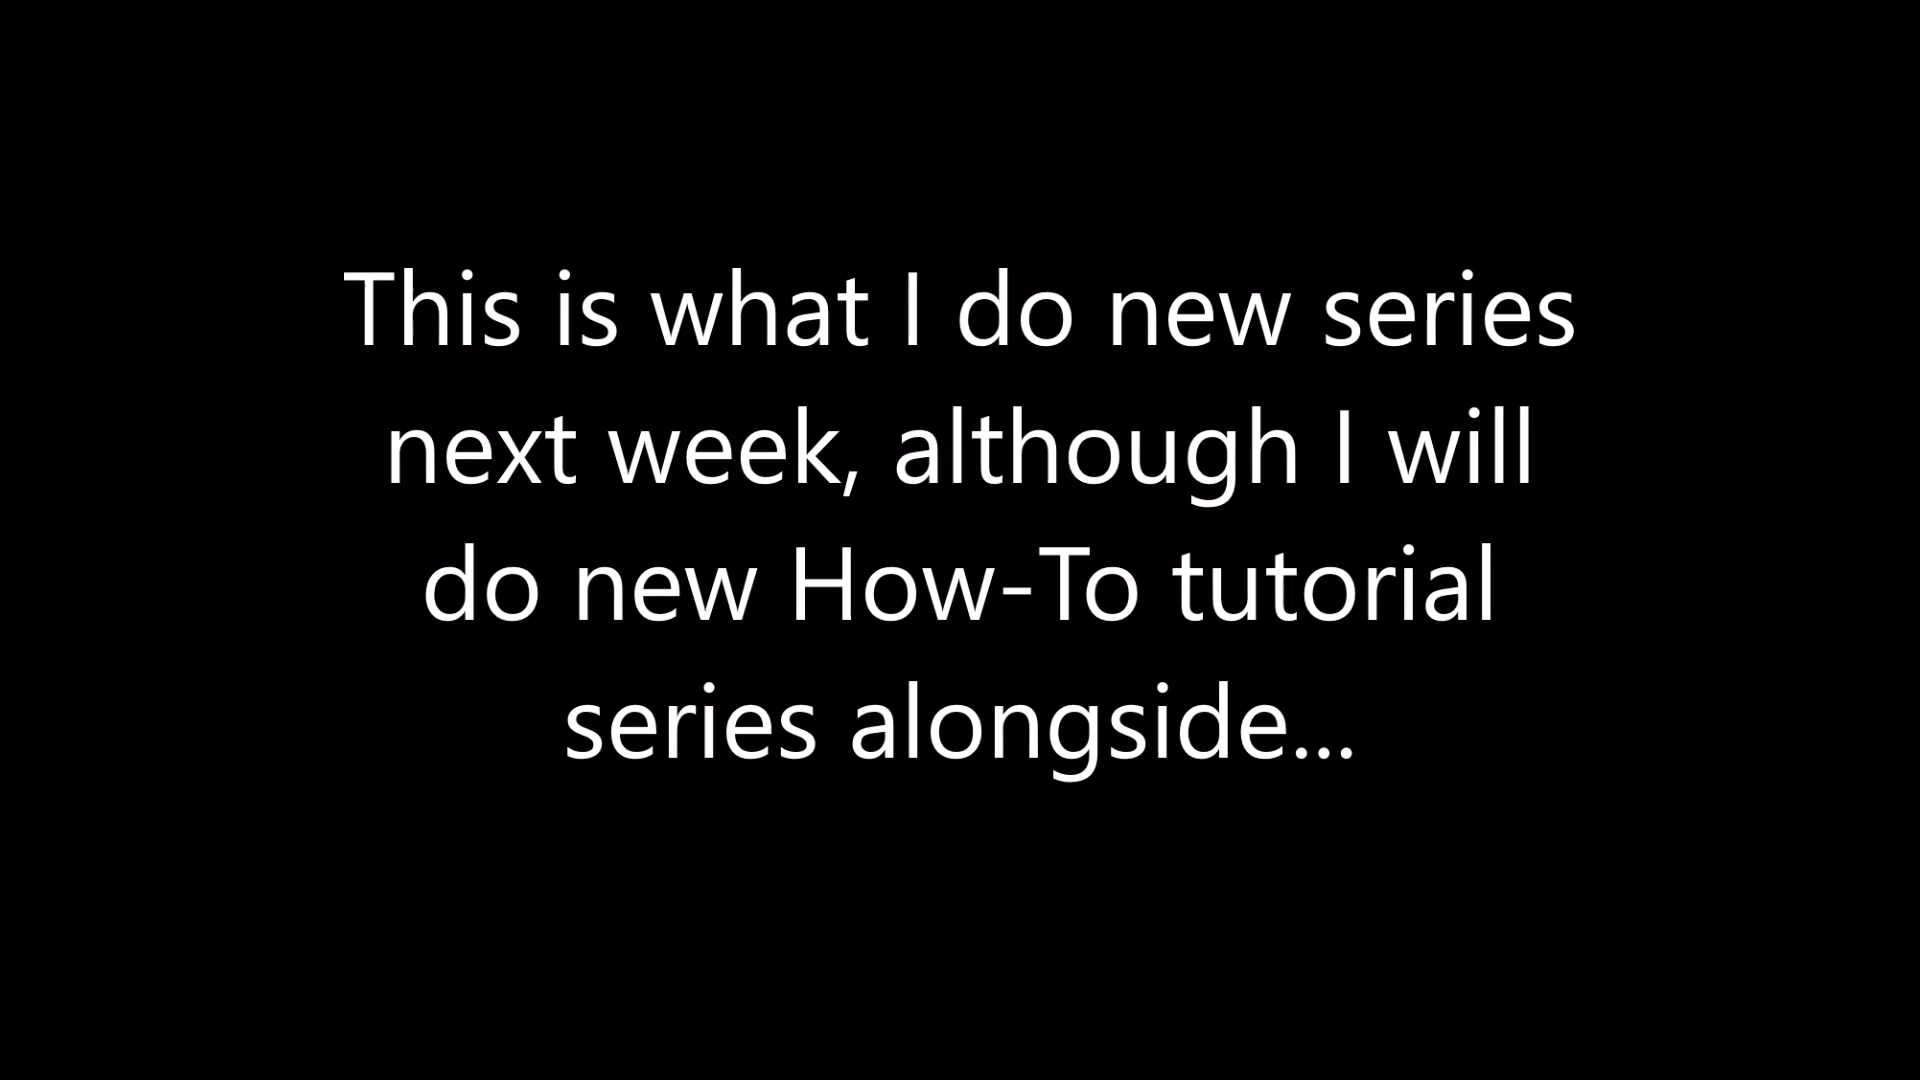 This is what I do new series
next week, although I will
do new How-To tutorial
series alongside...